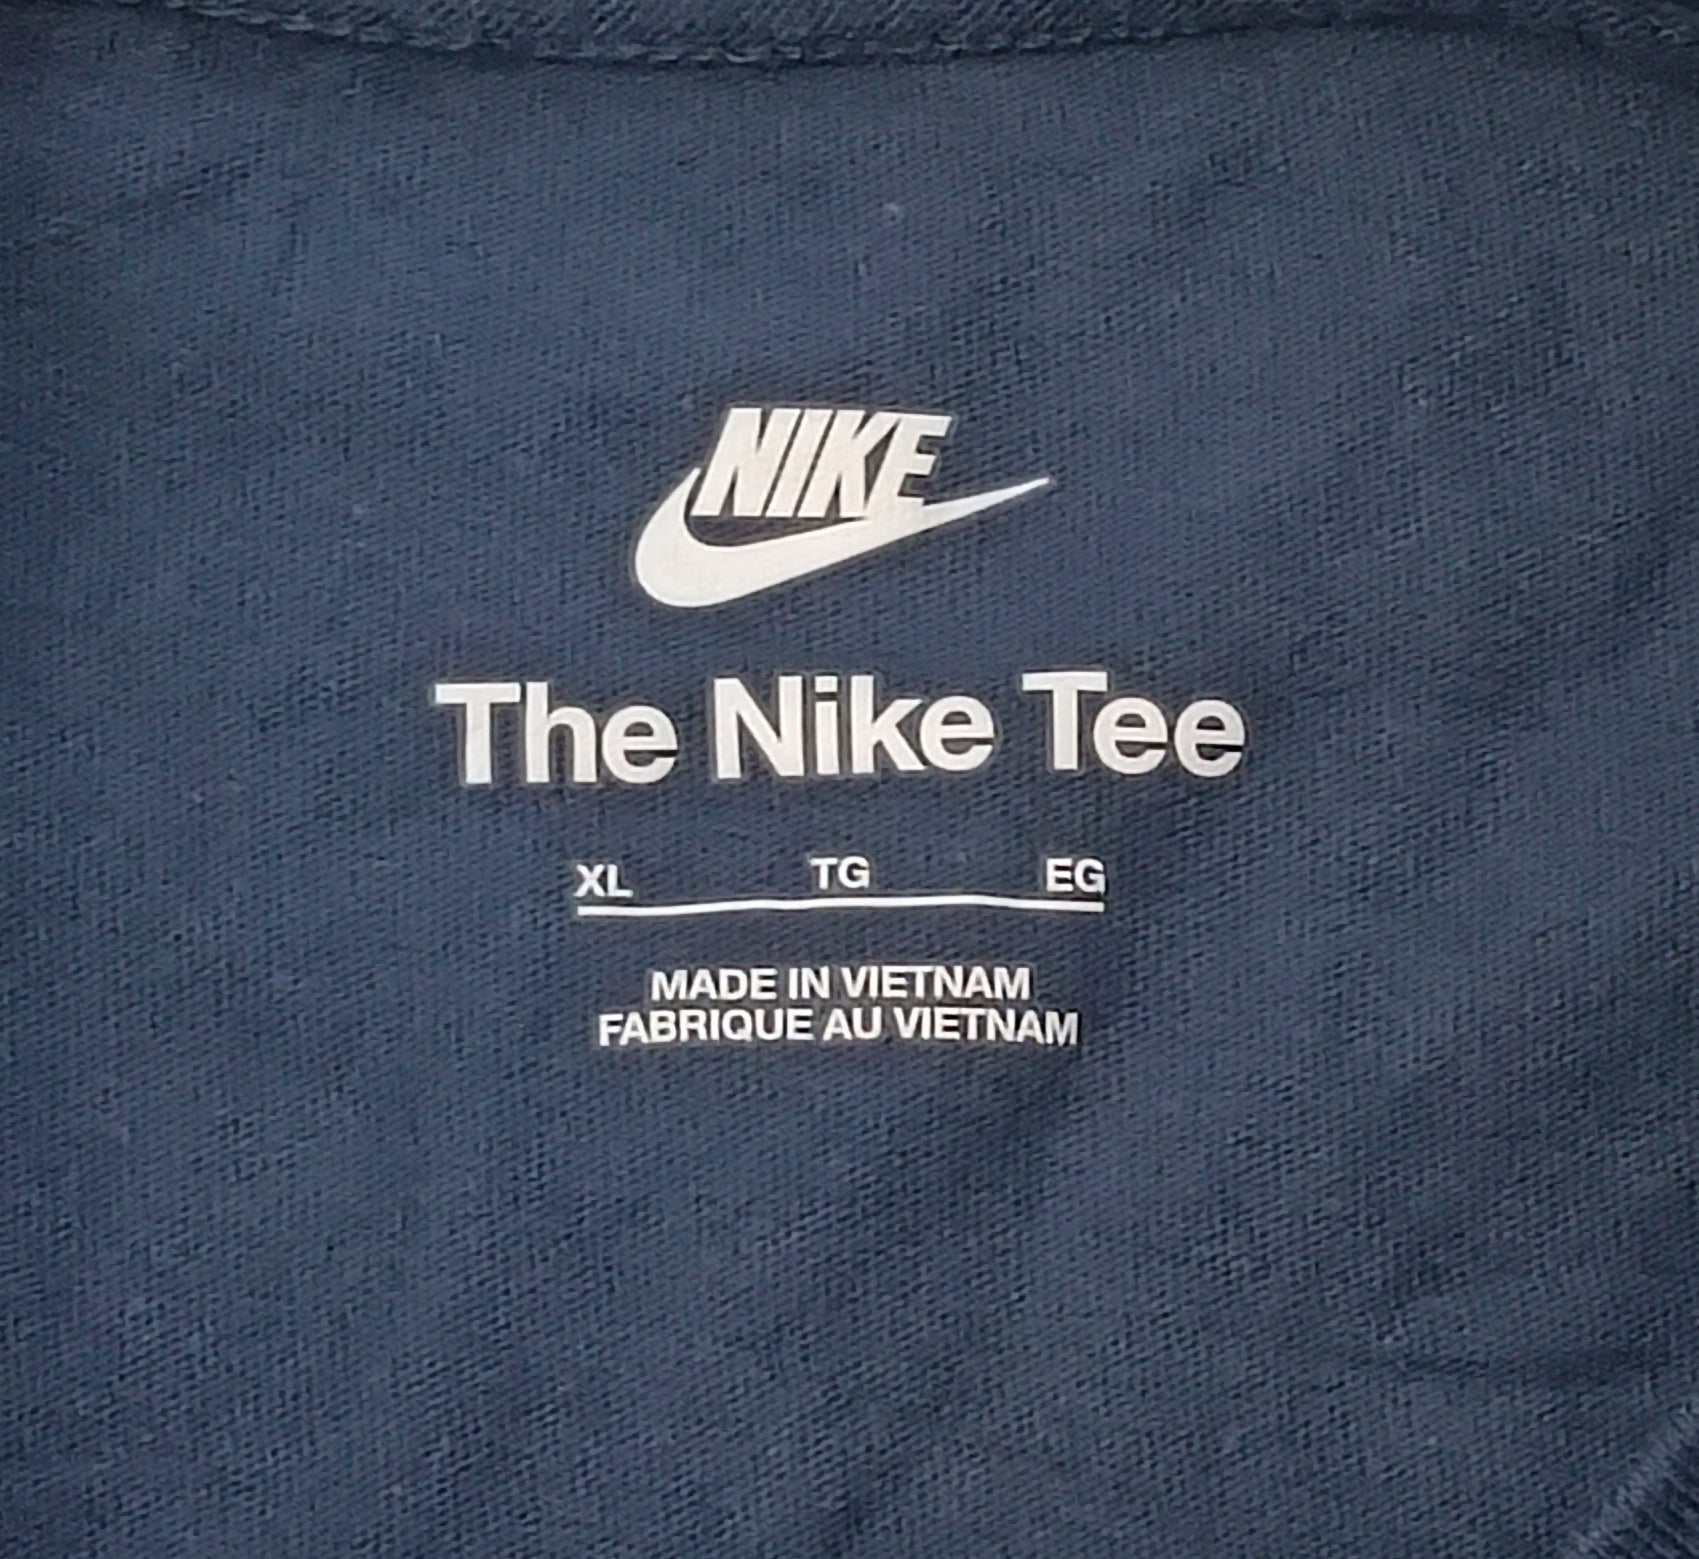 NIKE
The Nike Tee
XL TG EG
MADE IN VIETNAM
FABRIQUE AU VIETNAM